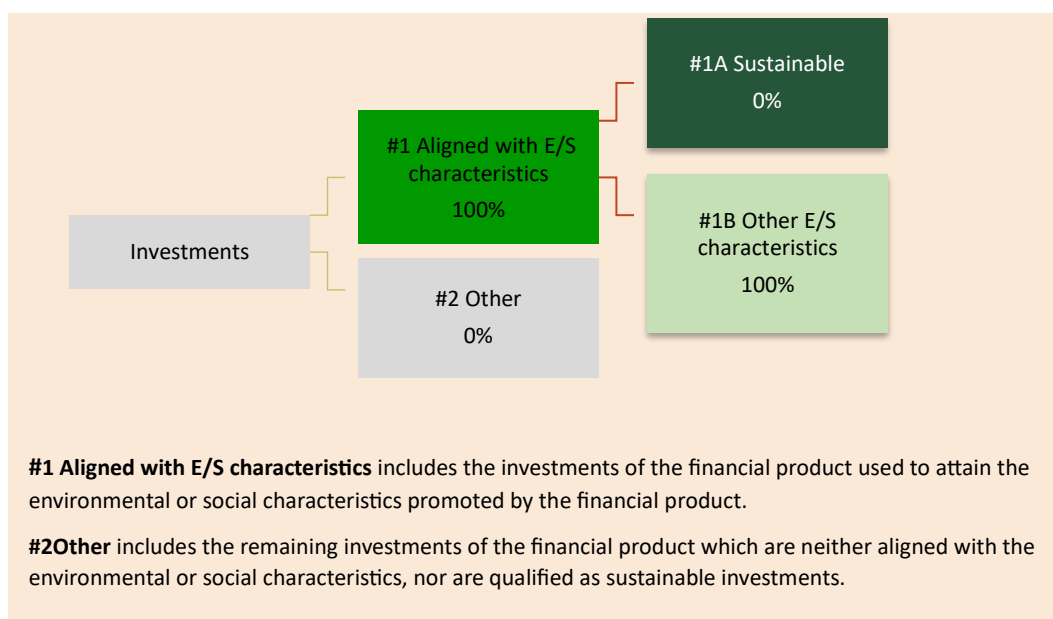 #1A Sustainable
0%
#1 Aligned with E/S
characteristics
100%
#1B Other E/S
characteristics
100%
Investments
#2 Other
0%
#1 Aligned with E/S characteristics includes the investments of the financial product used to attain the
environmental or social characteristics promoted by the financial product.
#2Other includes the remaining investments of the financial product which are neither aligned with the
environmental or social characteristics, nor are qualified as sustainable investments.